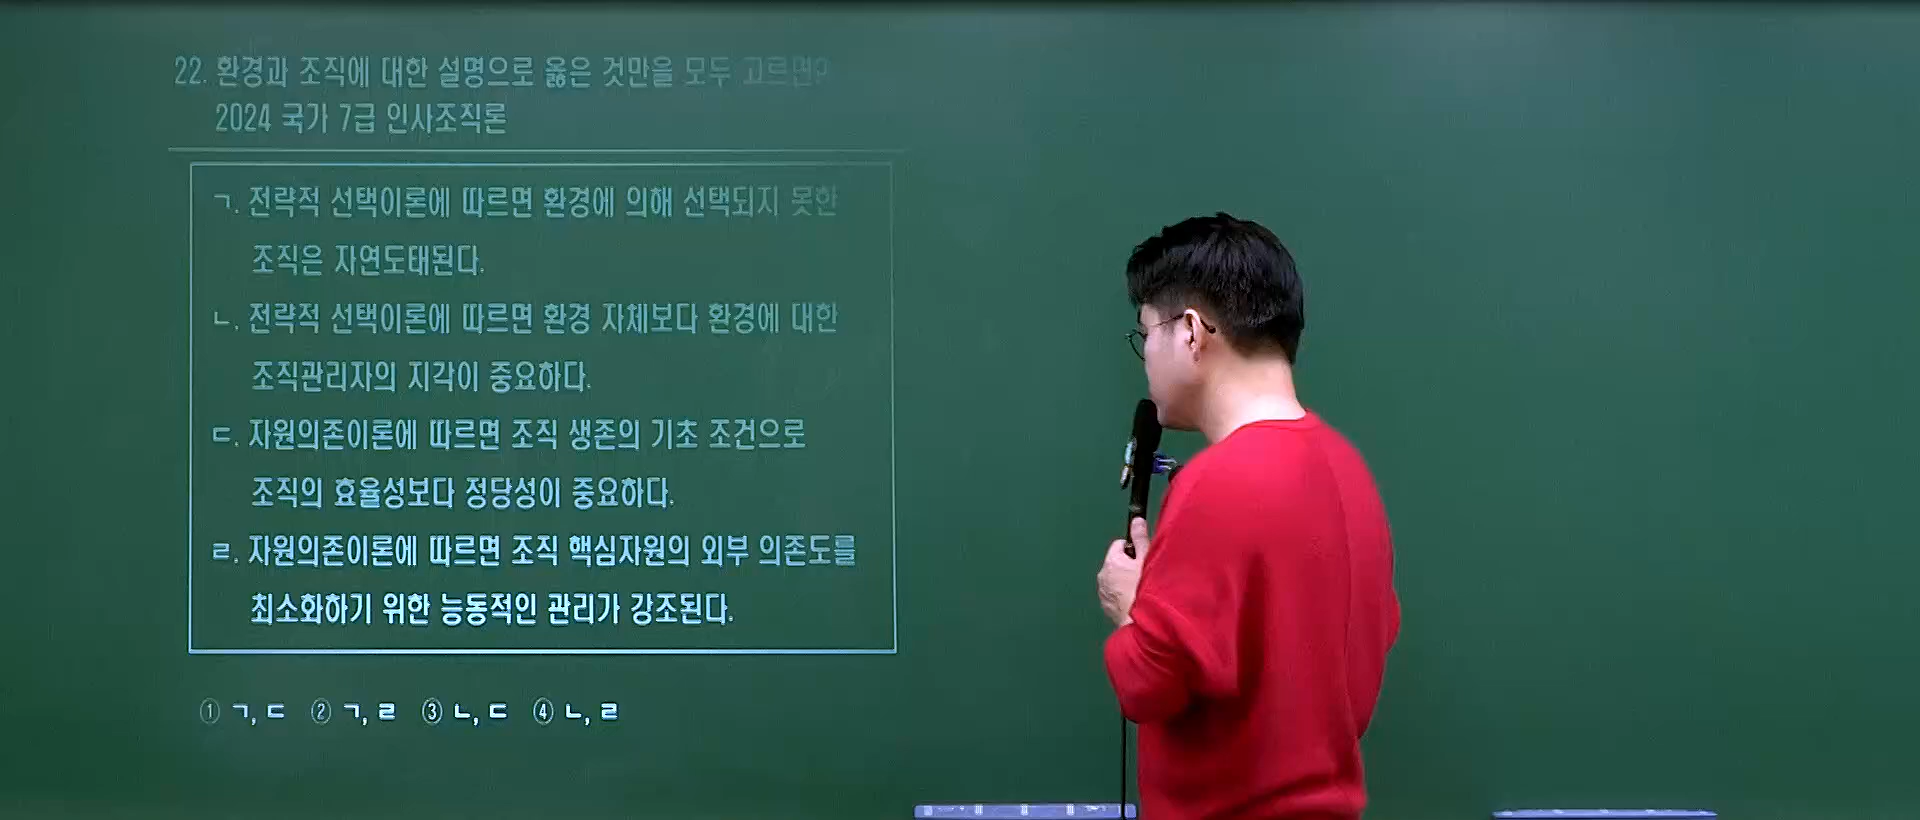 22. 환경과 조직에 대한 설명으로 옳은 것만을 모두 고르면?
2024 국가 7급 인사조직론
ㄱ. 전략적 선택이론에 따르면 환경에 의해 선택되지 못한
조직은 자연도태된다.
ㄴ. 전략적 선택이론에 따르면 환경 자체보다 환경에 대한
조직관리자의 지각이 중요하다.
ㄷ. 자원의존이론에 따르면 조직 생존의 기초 조건으로
조직의 효율성보다 정당성이 중요하다.
ㄹ. 자원의존이론에 따르면 조직 핵심자원의 외부 의존도를
최소화하기 위한 능동적인 관리가 강조된다.
① ㄱ, ㄷ ② ㄱ, ㄹ ③ ㄴ, ㄷ ④ ㄴ, ㄹ